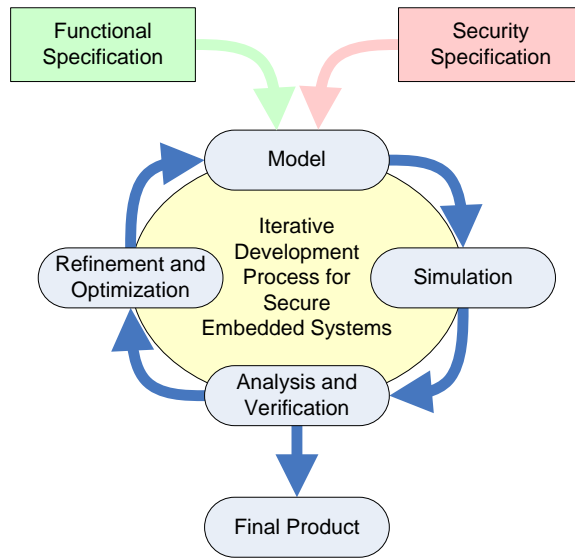 Functional
Specification
Security
Specification
Model
Iterative
Development
Process for
Secure
Embedded Systems
Refinement and
Optimization
Simulation
Analysis and
Verification
Final Product